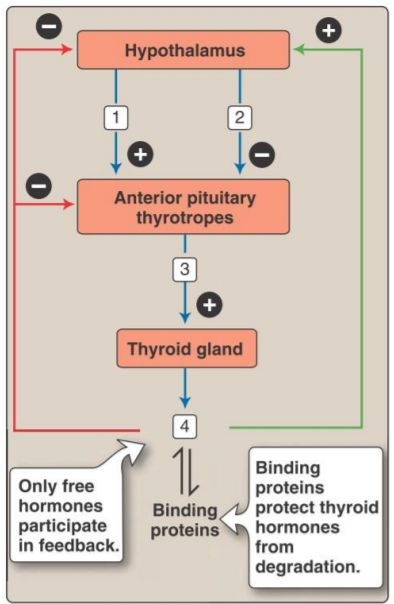 −
+
Hypothalamus
1
2
+
−
−
Anterior pituitary
thyrotropes
3
+
Thyroid gland
4
Only free
hormones
participate
in feedback.
Binding
proteins
Binding
proteins
protect thyroid
hormones
from
degradation.